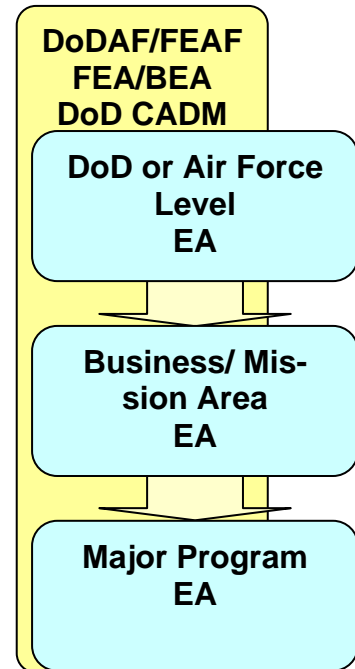 DoDAF/FEAF
FEA/BEA
DoD CADM
DoD or Air Force
Level
EA
Business/ Mis-
sion Area
EA
Major Program
EA